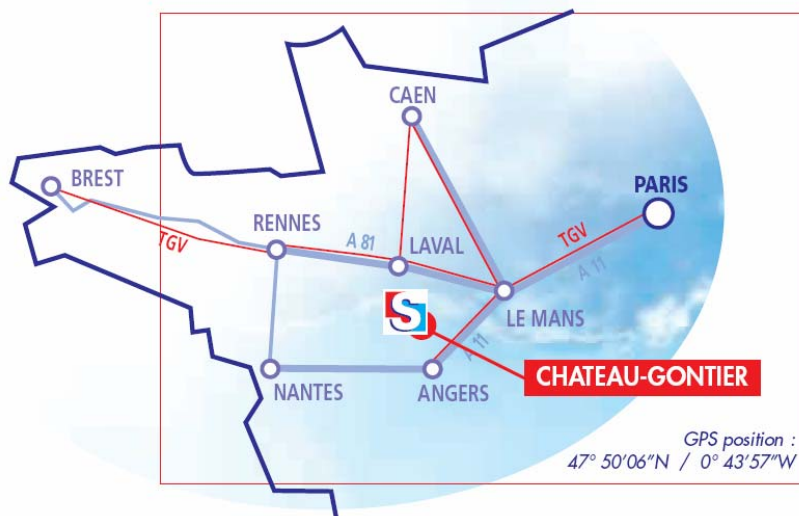 CAEN
BREST
PARIS
RENNES
TGV
A 81
LAVAL
TGV
A 11
LE MANS
S
A 11
CHATEAU-GONTIER
NANTES
ANGERS
GPS position :
47° 50'06"N / 0° 43'57"W